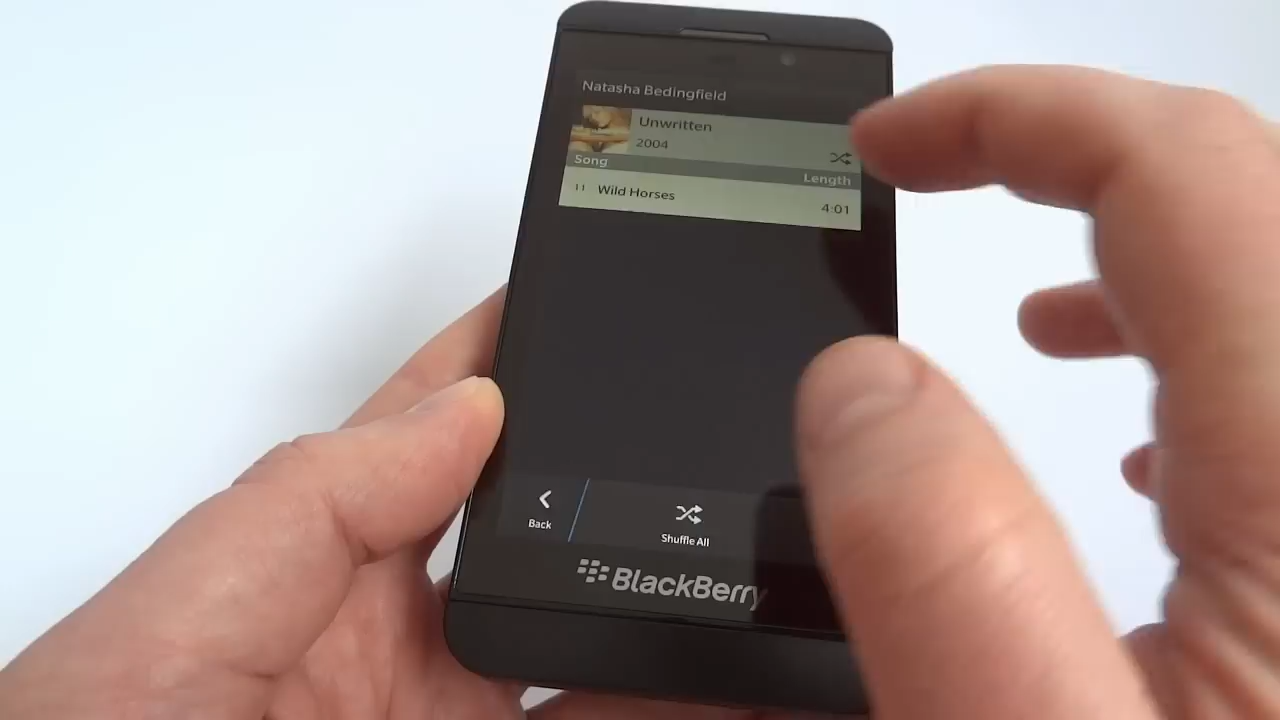 Natasha Bedingfield
Unwritten
2004
Song
Length
11 Wild Horses
4:01
Back
Shuffle All
BlackBerry